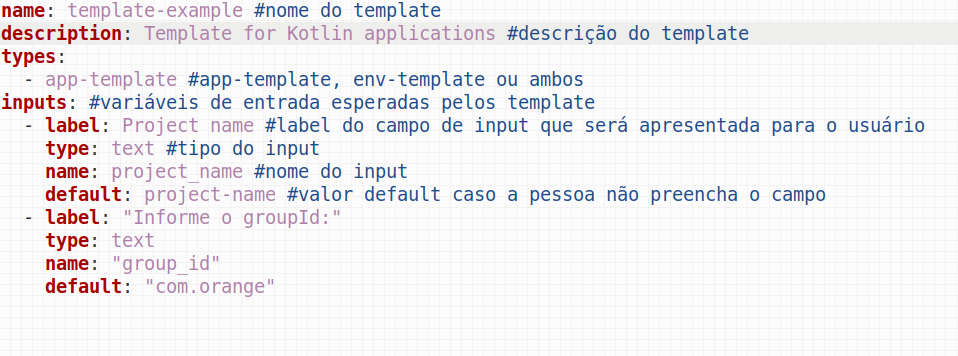 name: template-example #nome do template
description: Template for Kotlin applications #descrição do template
types:
  - app-template #app-template, env-template ou ambos
inputs: #variáveis de entrada esperadas pelos template
  - label: Project name #label do campo de input que será apresentada para o usuário
    type: text #tipo do input
    name: project_name #nome do input
    default: project-name #valor default caso a pessoa não preencha o campo
  - label: "Informe o groupId:"
    type: text
    name: "group_id"
    default: "com.orange"